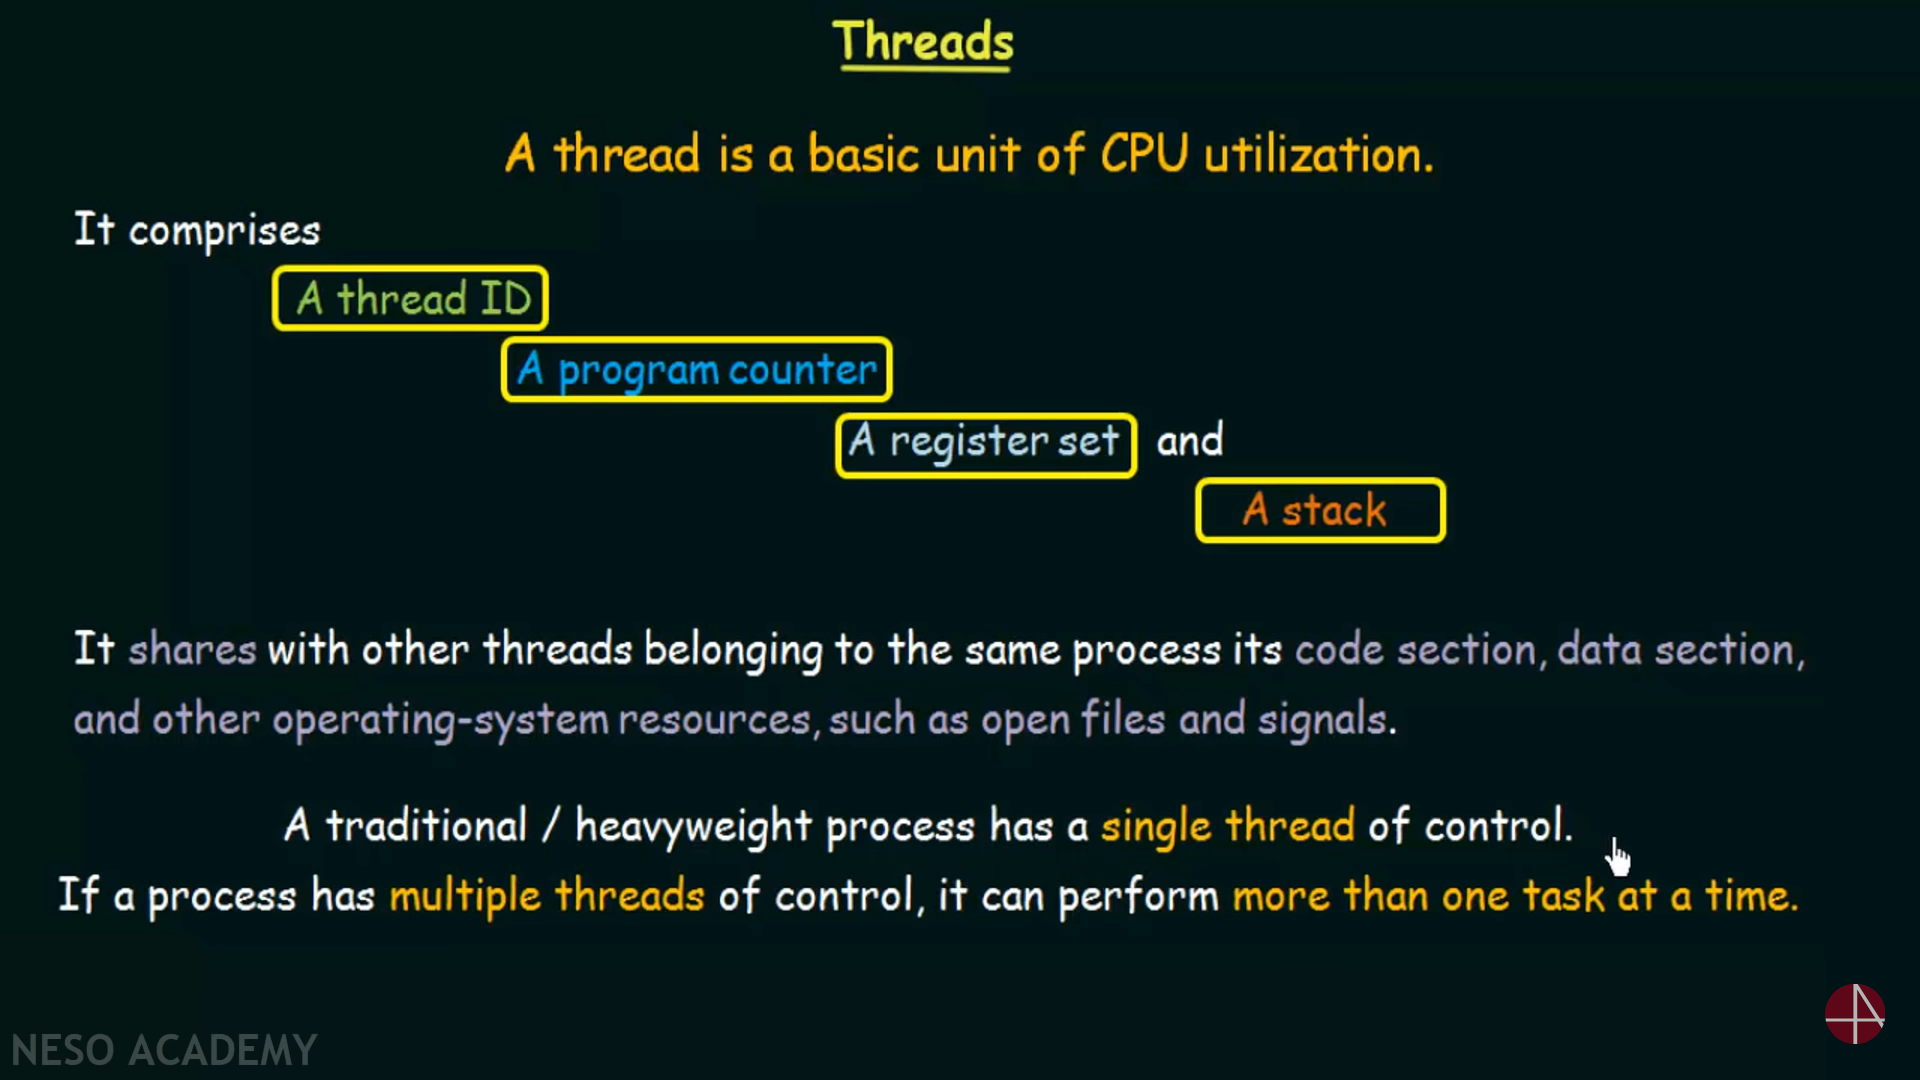 Threads
A thread is a basic unit of CPU utilization.
It comprises
A thread ID
A program counter
A register set and
A stack
It shares with other threads belonging to the same process its code section, data section,
and other operating-system resources, such as open files and signals.
A traditional / heavyweight process has a single thread of control.
If a process has multiple threads of control, it can perform more than one task at a time.
NESO ACADEMY